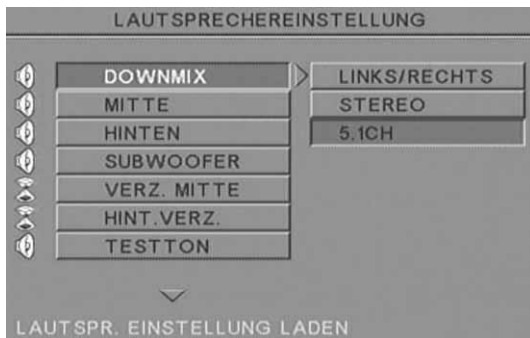 LAUTSPRECHEREINSTELLUNG
DOWNMIX
LINKS/RECHTS
MITTE
STEREO
HINTEN
5.1CH
SUBWOOFER
VERZ. MITTE
HINT.VERZ.
TESTTON
LAUTSPR. EINSTELLUNG LADEN